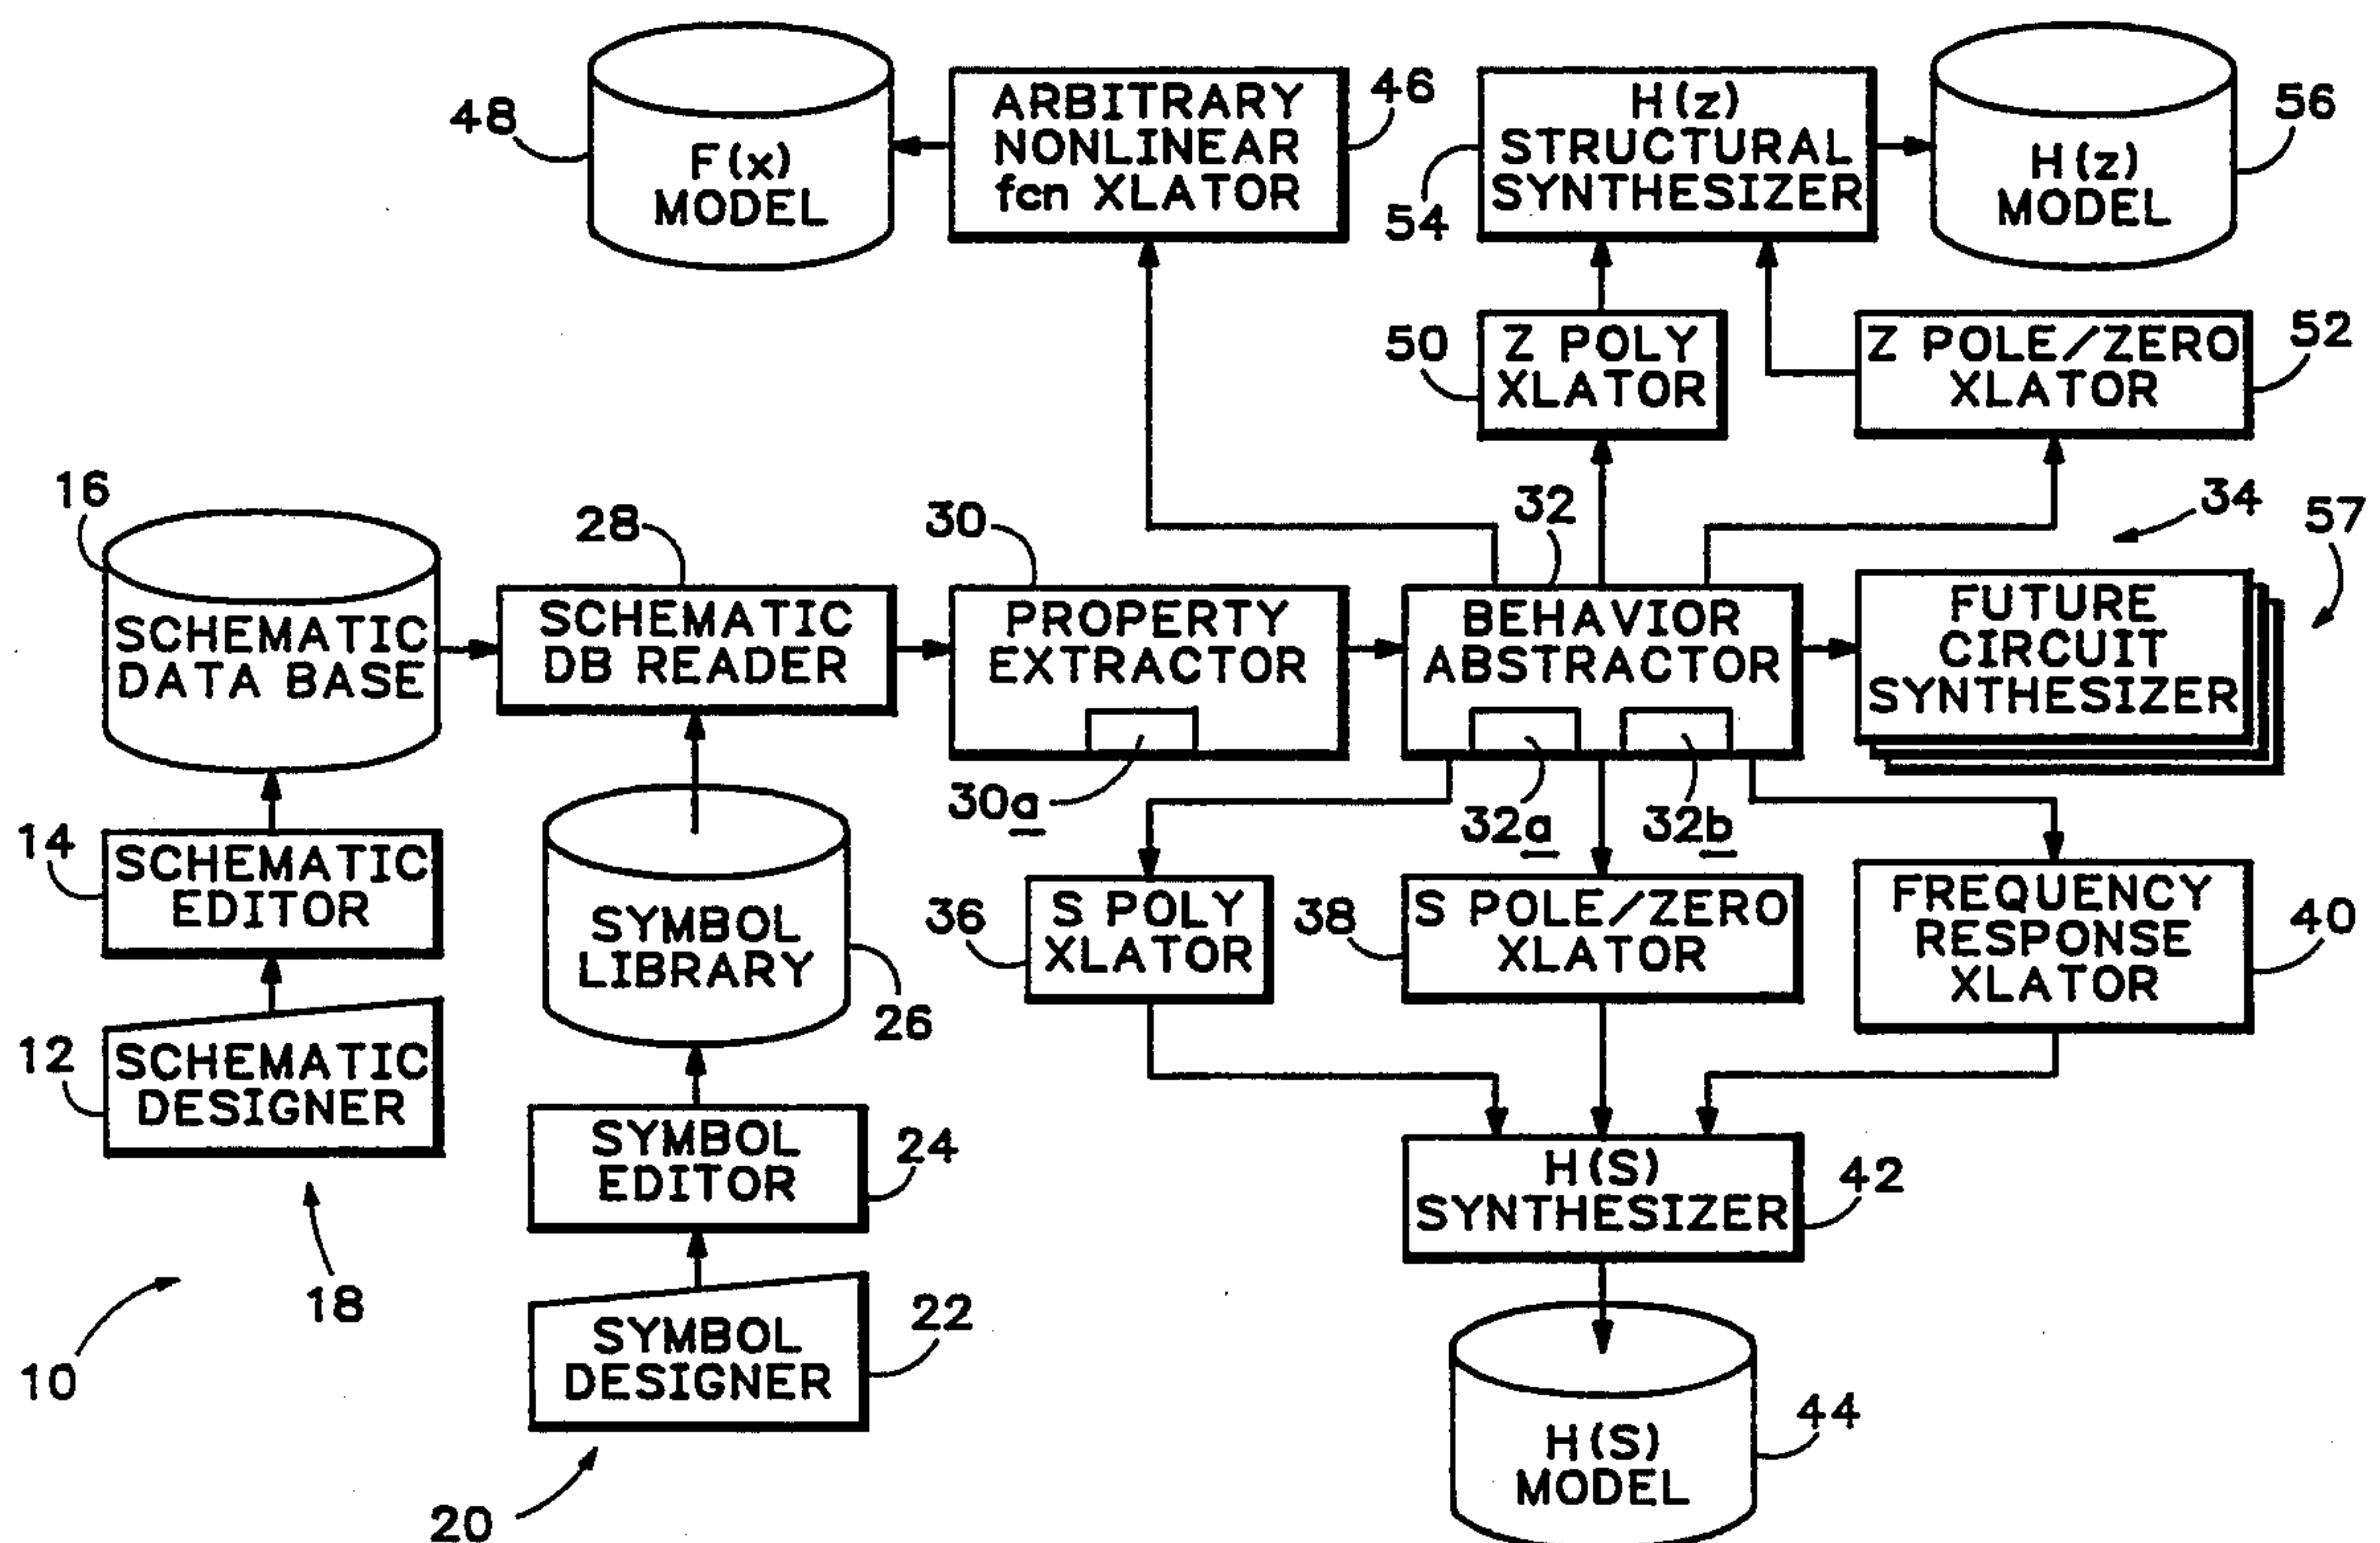 48
F(x)
MODEL
ARBITRARY
NONLINEAR
fcn XLATOR
46
54
H(z)
STRUCTURAL
SYNTHESIZER
H(z)
MODEL
56
50
Z POLY
XLATOR
Z POLE/ZERO
XLATOR
52
16
SCHEMATIC
DATA BASE
28
SCHEMATIC
DB READER
30
PROPERTY
EXTRACTOR
30a
32
BEHAVIOR
ABSTRACTOR
32a
32b
34
57
FUTURE
CIRCUIT
SYNTHESIZER
14
SCHEMATIC
EDITOR
SYMBOL
LIBRARY
26
36
S POLY
XLATOR
38
S POLE/ZERO
XLATOR
FREQUENCY
RESPONSE
XLATOR
40
12
SCHEMATIC
DESIGNER
SYMBOL
EDITOR
24
H(S)
SYNTHESIZER
42
10
18
SYMBOL
DESIGNER
22
20
H(S)
MODEL
44